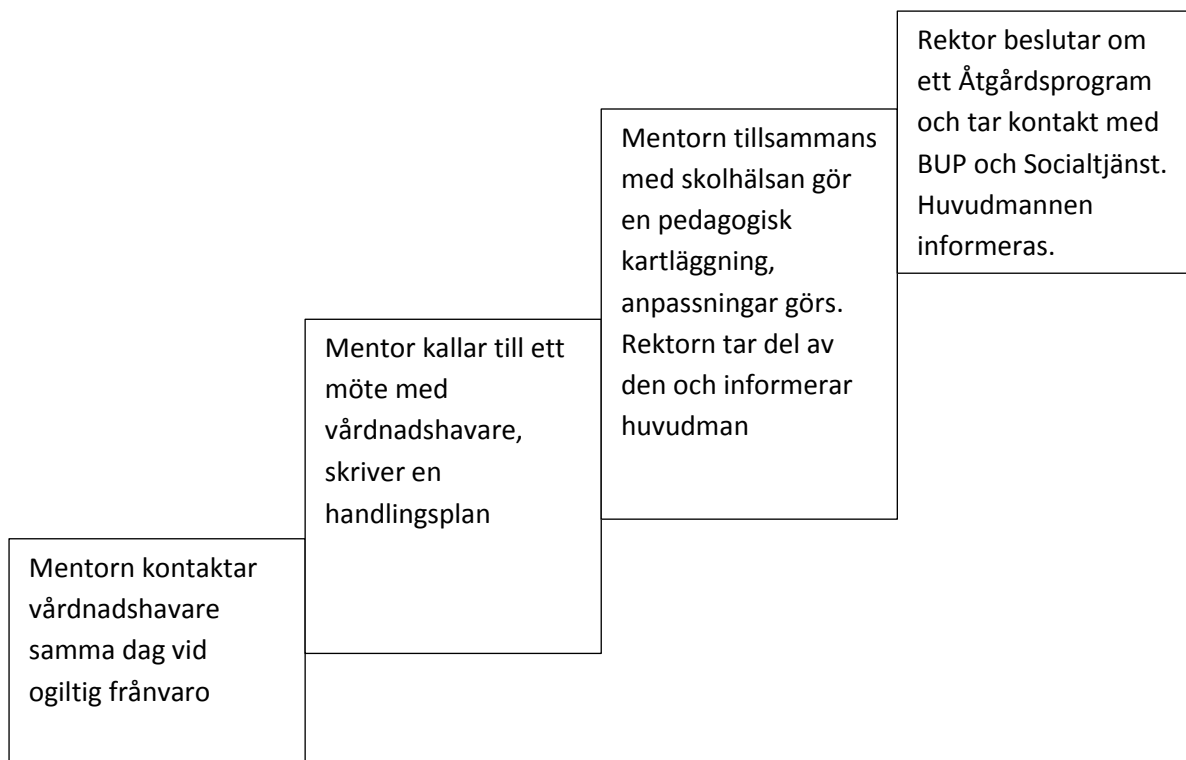 Mentorn kontaktar
vårdnadshavare
samma dag vid
ogiltig frånvaro
Mentor kallar till ett
möte med
vårdnadshavare,
skriver en
handlingsplan
Mentorn tillsammans
med skolhälsan gör
en pedagogisk
kartläggning,
anpassningar görs.
Rektorn tar del av
den och informerar
huvudman
Rektor beslutar om
ett Åtgårdsprogram
och tar kontakt med
BUP och Socialtjänst.
Huvudmannen
informeras.